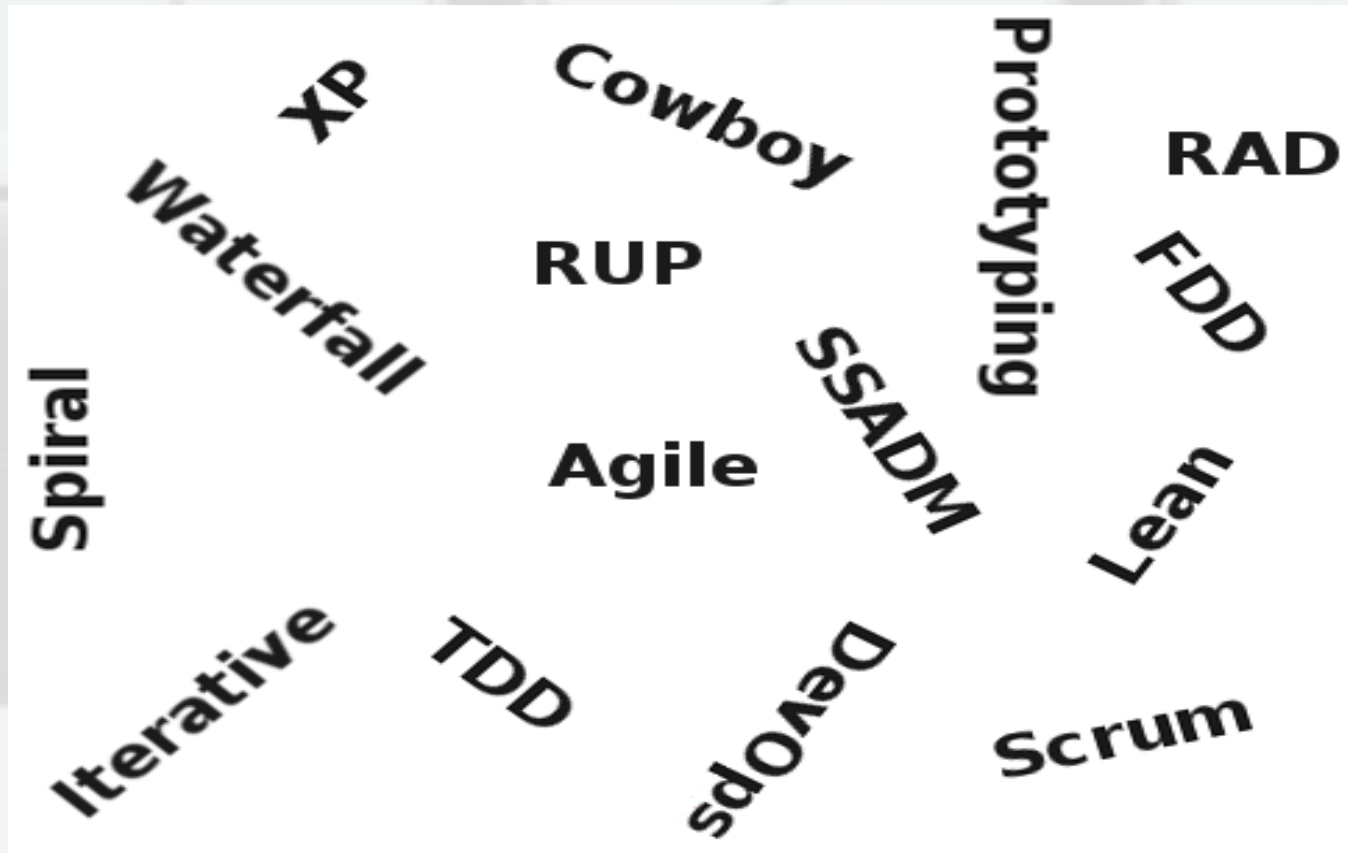 XP
Cowboy
Prototyping
RAD
Waterfall
RUP
FDD
SSADM
Spiral
Agile
Lean
Iterative
TDD
DevOps
Scrum